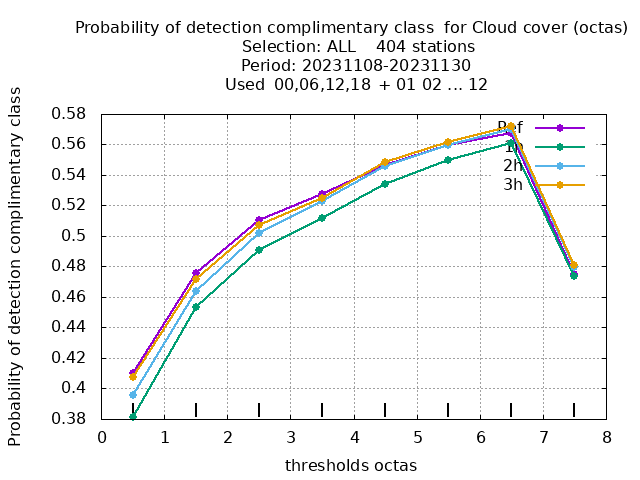 Probability of detection complimentary class for Cloud cover (octas)
Selection: ALL 404 stations
Period: 20231108-20231130
Used 00,06,12,18 + 01 02 ... 12
Probability of detection complimentary class
0.58
0.56
0.54
0.52
0.5
0.48
0.46
0.44
0.42
0.4
0.38
Ref
1h
2h
3h
0 1 2 3 4 5 6 7 8
thresholds octas